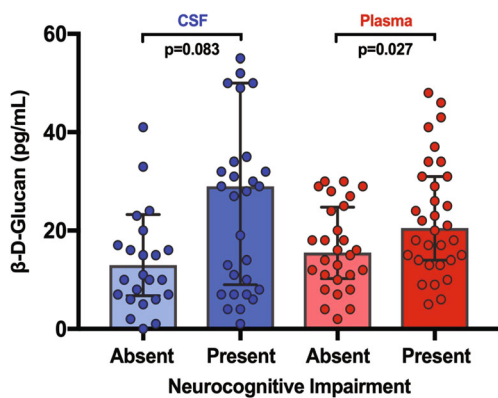 CSF
Plasma
p=0.083
p=0.027
β-D-Glucan (pg/mL)
60
40
20
0
Absent Present Absent Present
Neurocognitive Impairment